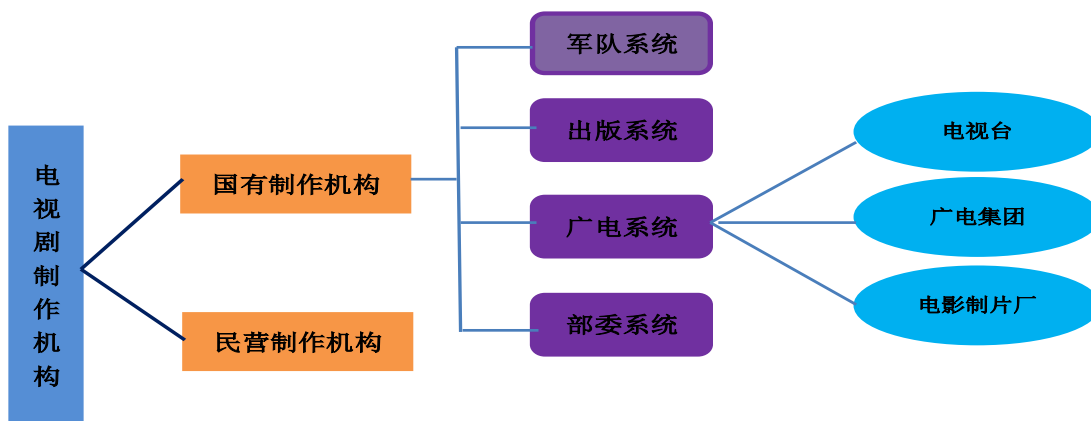 电视剧制作机构
国有制作机构
民营制作机构
军队系统
出版系统
广电系统
部委系统
电视台
广电集团
电影制片厂